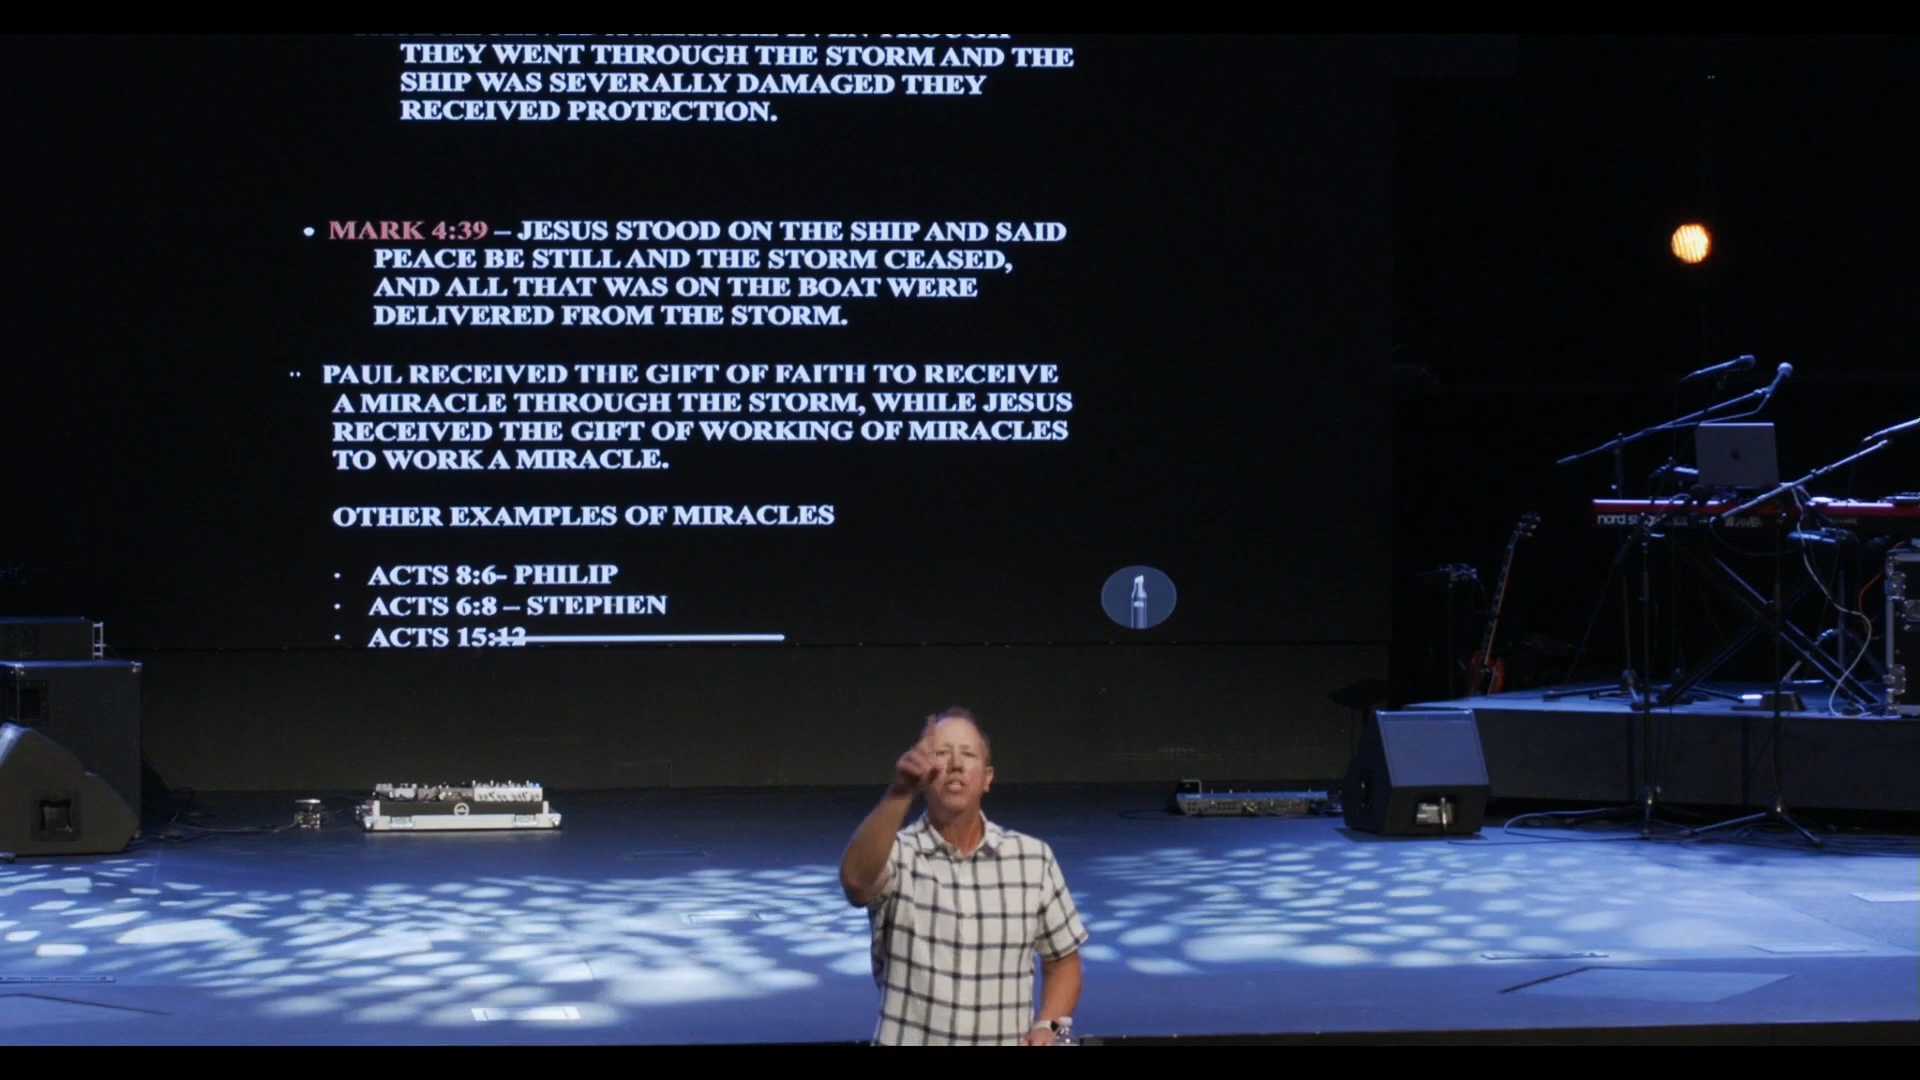 THEY WENT THROUGH THE STORM AND THE
SHIP WAS SEVERALLY DAMAGED THEY
RECEIVED PROTECTION.
• MARK 4:39 – JESUS STOOD ON THE SHIP AND SAID
PEACE BE STILL AND THE STORM CEASED,
AND ALL THAT WAS ON THE BOAT WERE
DELIVERED FROM THE STORM.
PAUL RECEIVED THE GIFT OF FAITH TO RECEIVE
A MIRACLE THROUGH THE STORM, WHILE JESUS
RECEIVED THE GIFT OF WORKING OF MIRACLES
TO WORK A MIRACLE.
OTHER EXAMPLES OF MIRACLES
· ACTS 8:6- PHILIP
· ACTS 6:8 – STEPHEN
· ACTS 15:12
nord